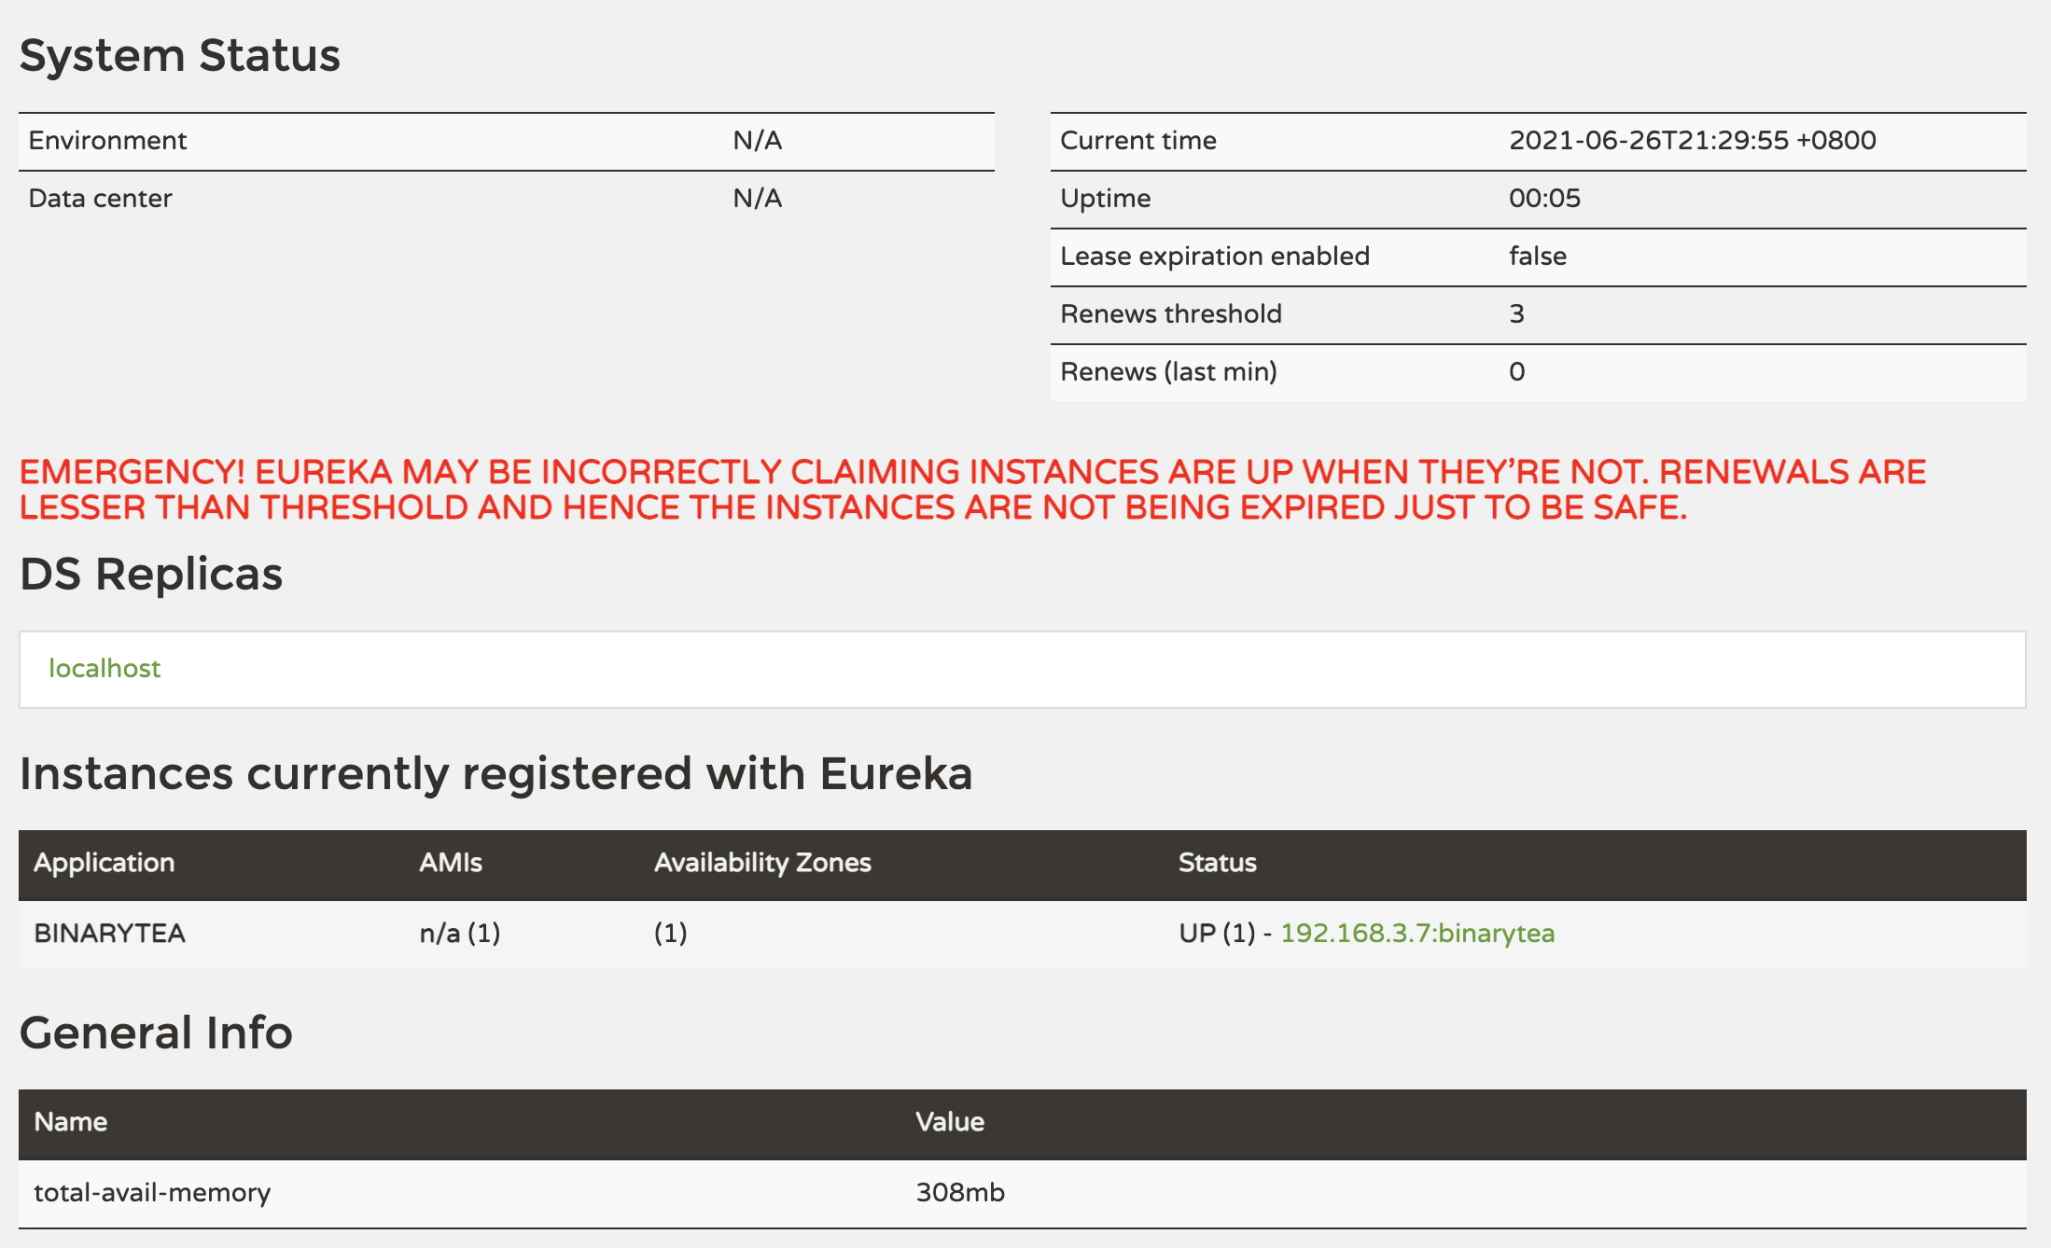 System Status
Environment N/A
Data center N/A
Current time 2021-06-26T21:29:55 +0800
Uptime 00:05
Lease expiration enabled false
Renews threshold 3
Renews (last min) 0
EMERGENCY! EUREKA MAY BE INCORRECTLY CLAIMING INSTANCES ARE UP WHEN THEY’RE NOT. RENEWALS ARE
LESSER THAN THRESHOLD AND HENCE THE INSTANCES ARE NOT BEING EXPIRED JUST TO BE SAFE.
DS Replicas
localhost
Instances currently registered with Eureka
Application AMIs Availability Zones Status
BINARYTEA n/a (1) (1) UP (1) - 192.168.3.7:binarytea
General Info
Name Value
total-avail-memory 308mb